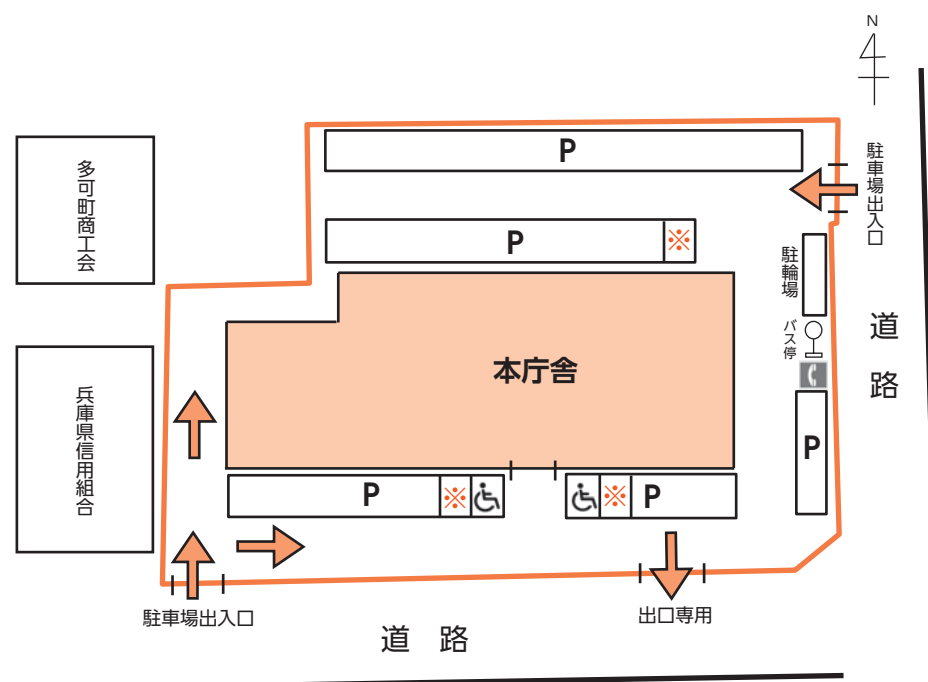 N
多可町商工会
P
駐車場出入口
P
※
駐輪場
バス停
道路
本庁舎
兵庫県信用組合
P
P
※
※
P
駐車場出入口
出口専用
道路